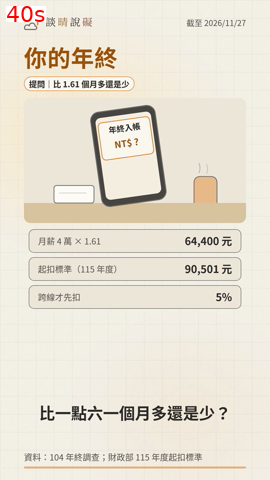 40s
談晴說礙
截至 2026/11/27
你的年終
提問｜比 1.61 個月多還是少
年終入帳
NT$ ?
月薪 4 萬 × 1.61
64,400 元
起扣標準（115 年度）
90,501 元
跨線才先扣
5%
比一點六一個月多還是少？
資料：104 年終調查；財政部 115 年度起扣標準